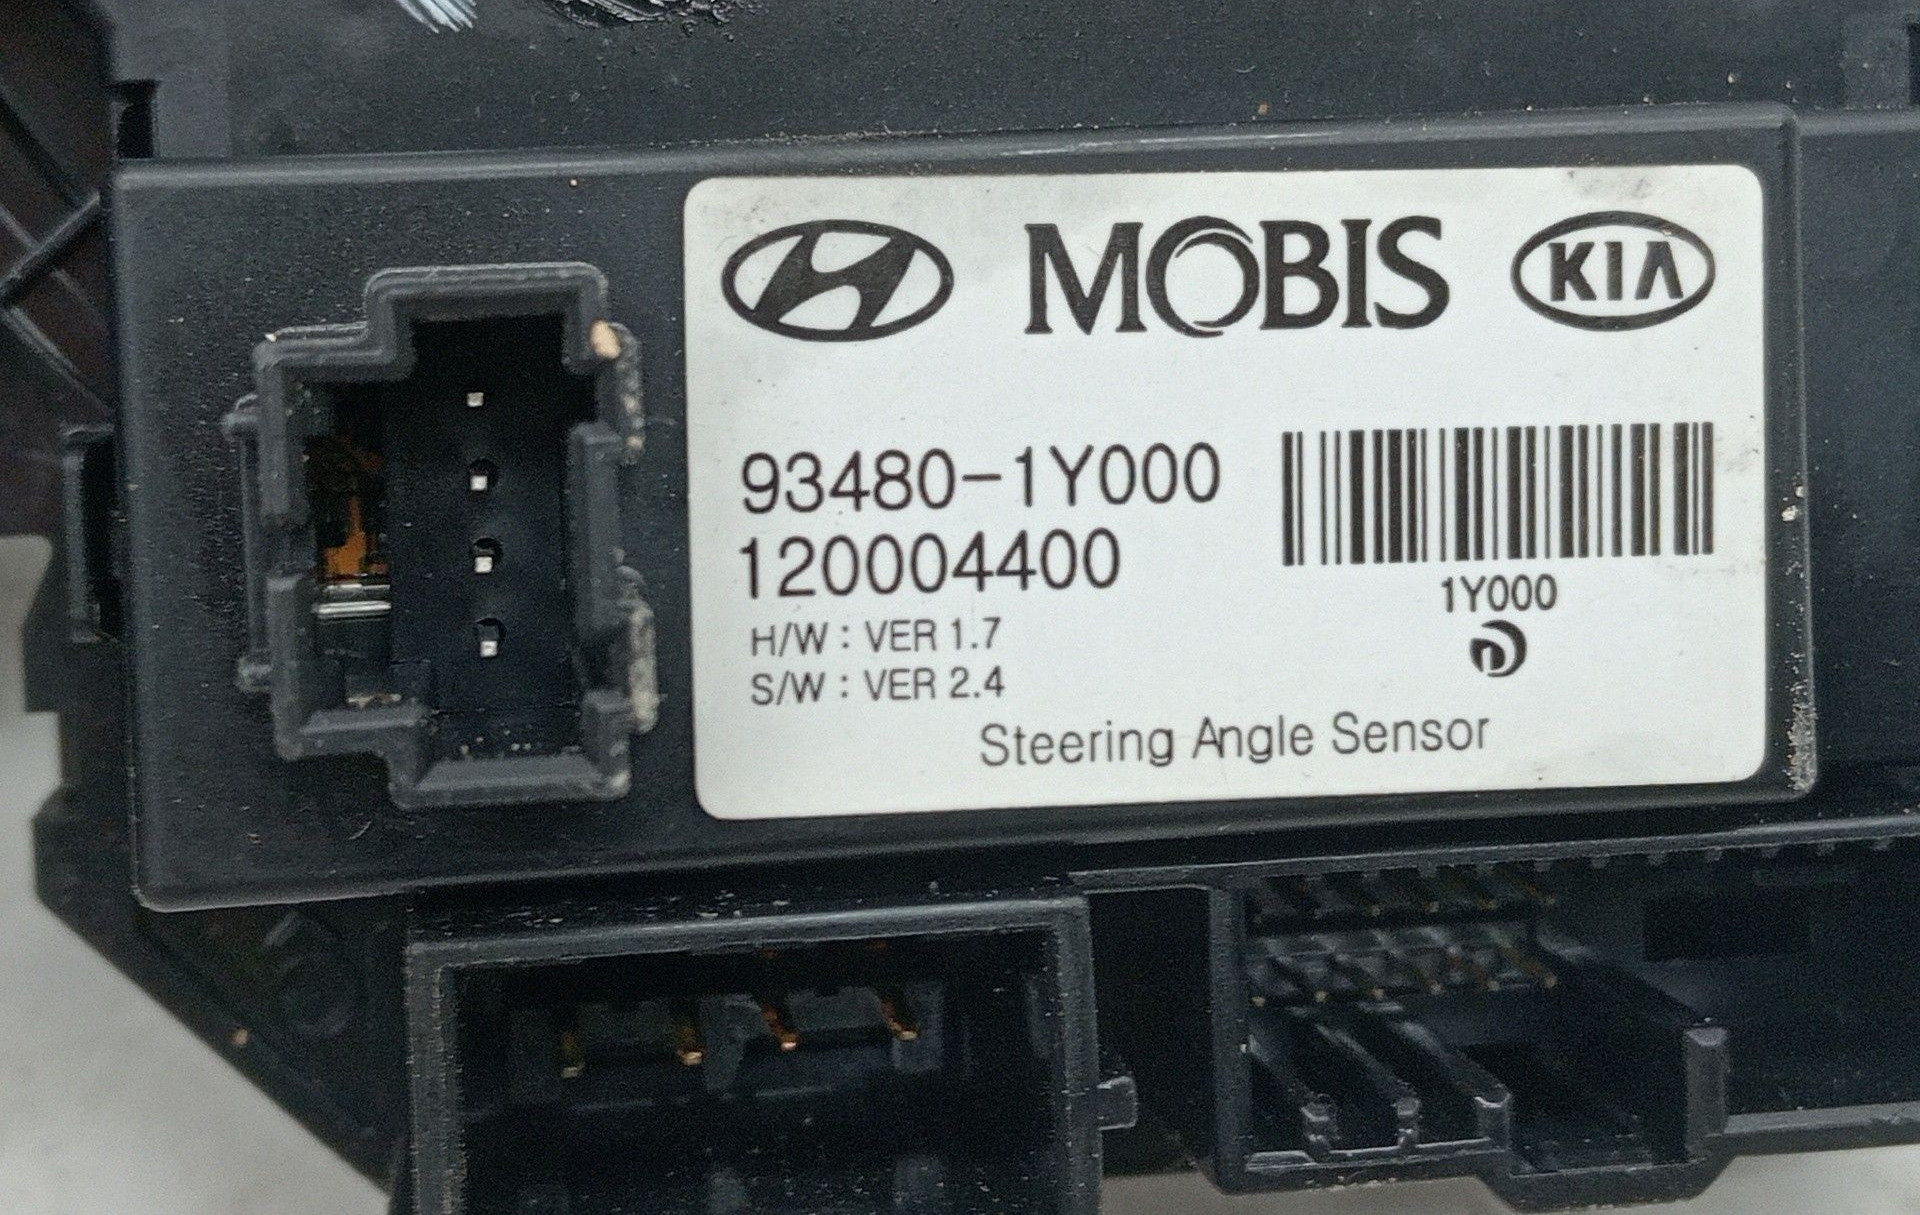 MOBIS KIA
93480-1Y000
120004400
1Y000
H/W : VER 1.7
S/W : VER 2.4
Steering Angle Sensor